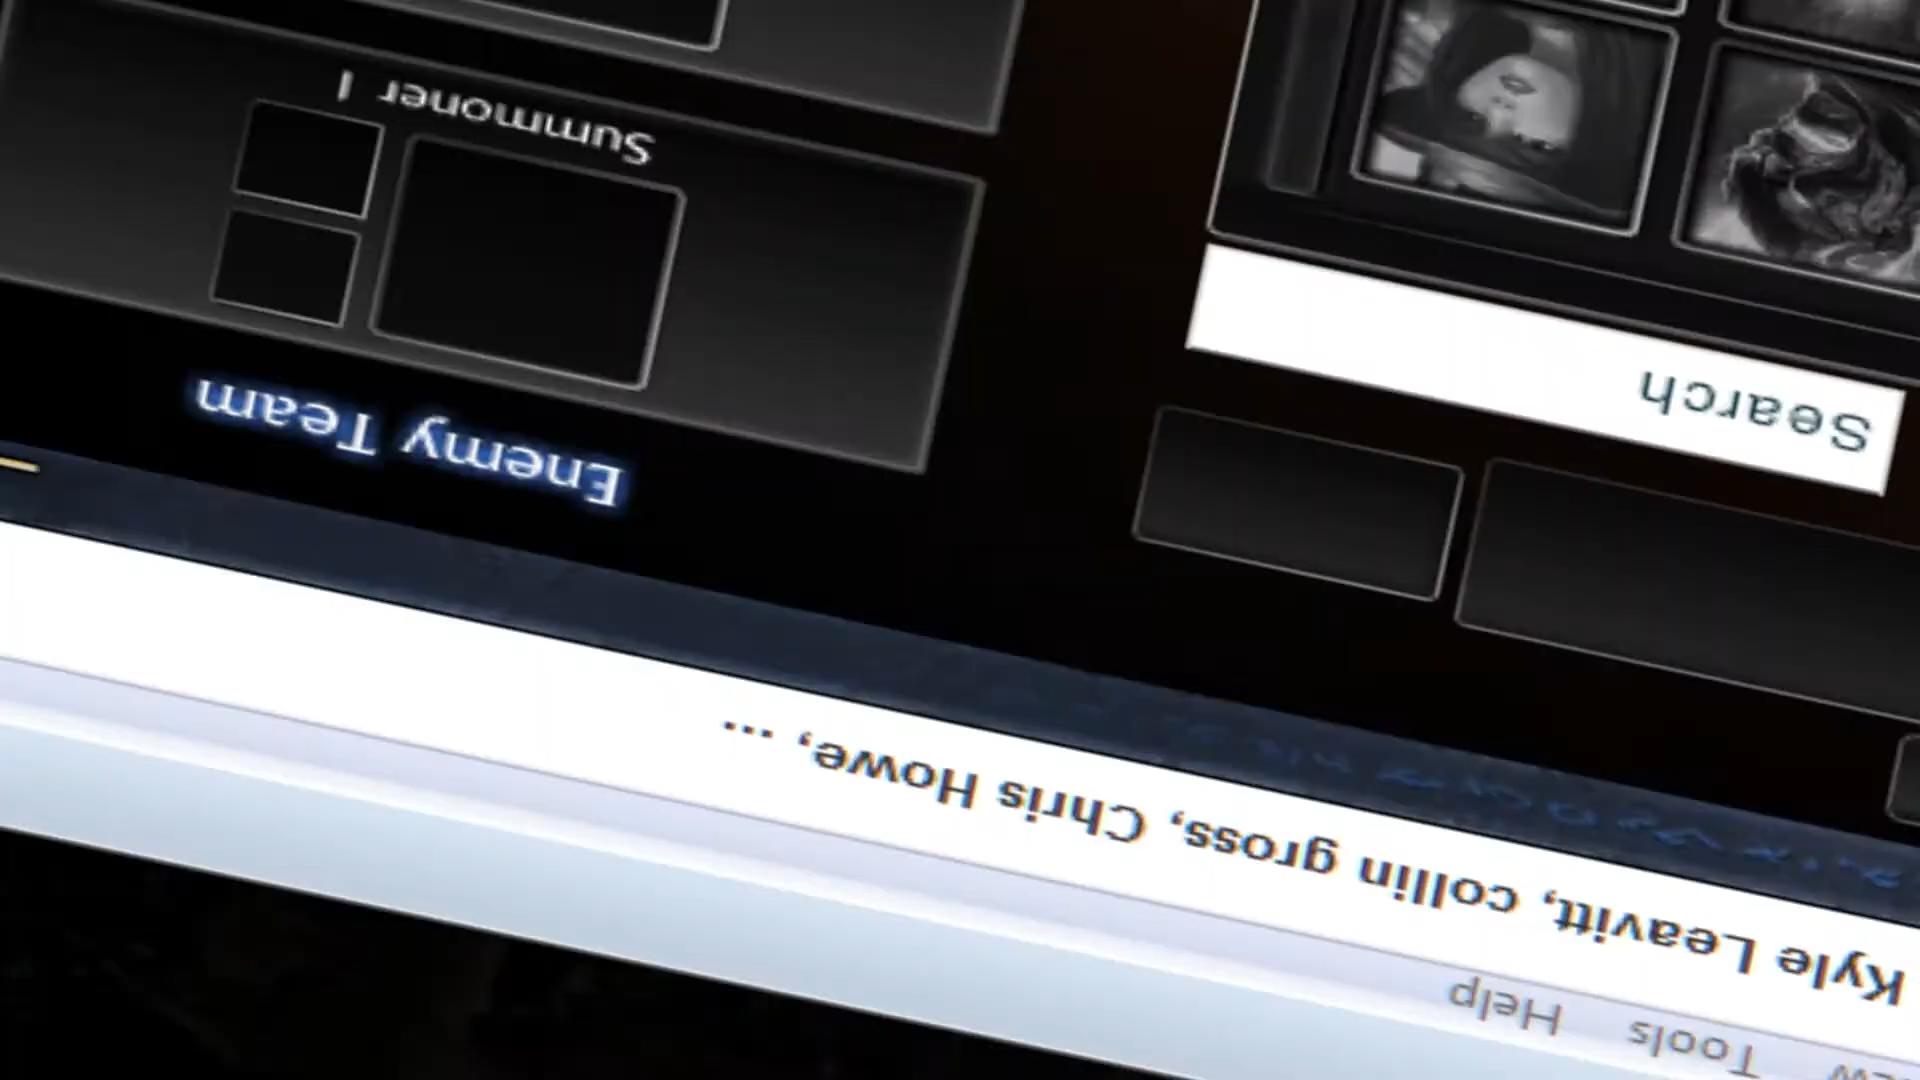 Tools Help
Kyle Leavitt, collin gross, Chris Howe, ...
Enemy Team
Search
Summoner 1